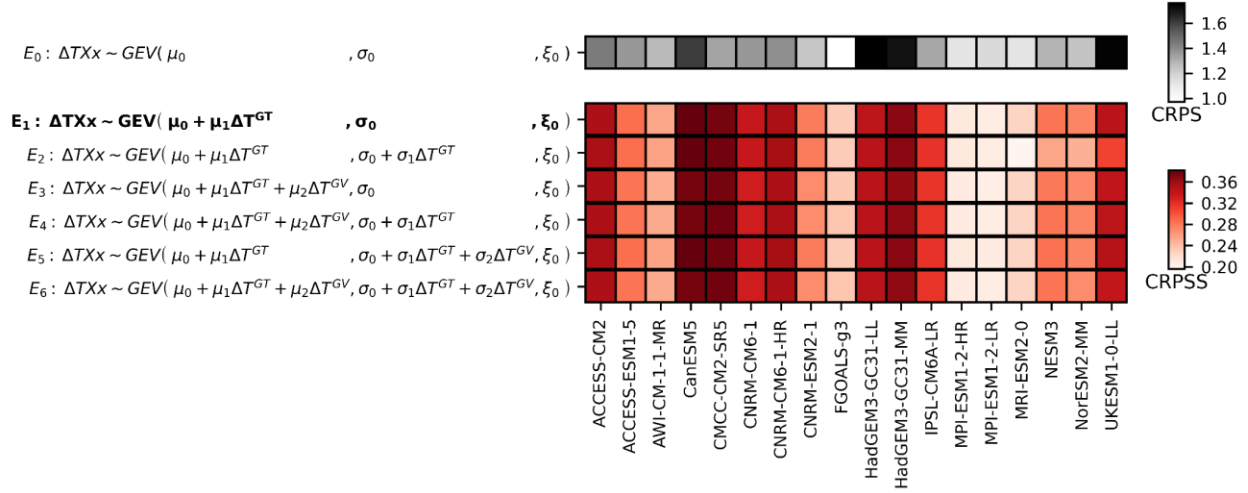 E₀ : ΔTXx ~ GEV( μ₀ , σ₀ , ξ₀ )
E₁ : ΔTXx ~ GEV( μ₀ + μ₁ΔT^GT , σ₀ , ξ₀ )
E₂ : ΔTXx ~ GEV( μ₀ + μ₁ΔT^GT , σ₀ + σ₁ΔT^GT , ξ₀ )
E₃ : ΔTXx ~ GEV( μ₀ + μ₁ΔT^GT + μ₂ΔT^GV, σ₀ , ξ₀ )
E₄ : ΔTXx ~ GEV( μ₀ + μ₁ΔT^GT + μ₂ΔT^GV, σ₀ + σ₁ΔT^GT , ξ₀ )
E₅ : ΔTXx ~ GEV( μ₀ + μ₁ΔT^GT , σ₀ + σ₁ΔT^GT + σ₂ΔT^GV, ξ₀ )
E₆ : ΔTXx ~ GEV( μ₀ + μ₁ΔT^GT + μ₂ΔT^GV, σ₀ + σ₁ΔT^GT + σ₂ΔT^GV, ξ₀ )
ACCESS-CM2
ACCESS-ESM1-5
AWI-CM-1-1-MR
CanESM5
CMCC-CM2-SR5
CNRM-CM6-1
CNRM-CM6-1-HR
CNRM-ESM2-1
FGOALS-g3
HadGEM3-GC31-LL
HadGEM3-GC31-MM
IPSL-CM6A-LR
MPI-ESM1-2-HR
MPI-ESM1-2-LR
MRI-ESM2-0
NESM3
NorESM2-MM
UKESM1-0-LL
1.6
1.4
1.2
1.0
CRPS
0.36
0.32
0.28
0.24
0.20
CRPSS